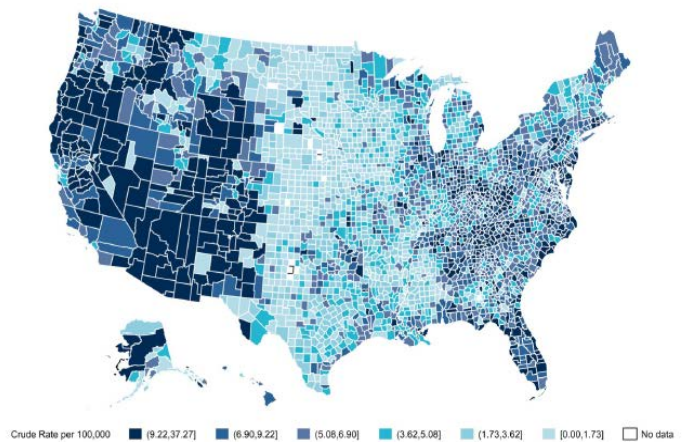 Crude Rate per 100,000 (9.22,37.27] (6.90,9.22] (5.08,6.90] (3.62,5.08] (1.73,3.62] [0.00,1.73] No data